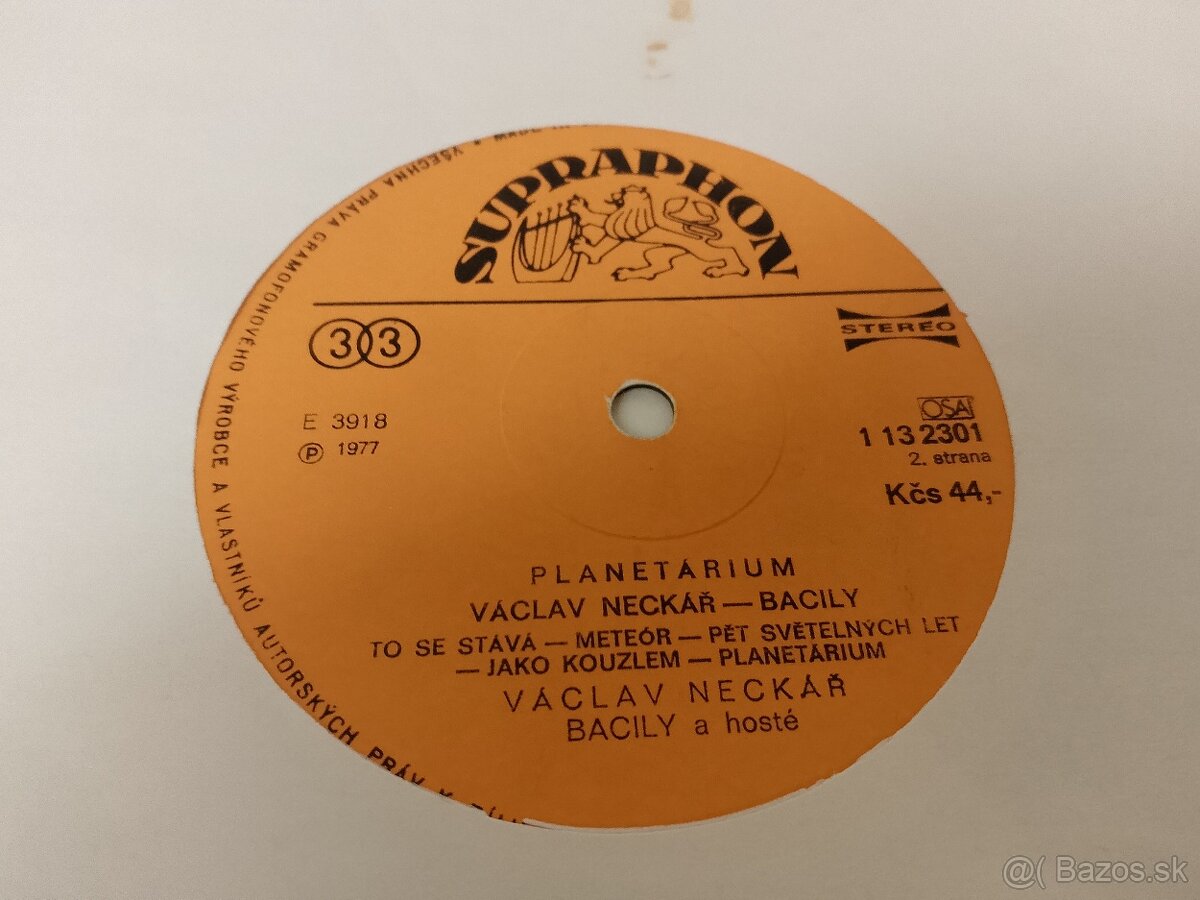 SUPRAPHON
33
STEREO
E 3918
Ⓟ 1977
OSA
1 13 2301
2. strana
Kčs 44,-
PLANETÁRIUM
VÁCLAV NECKÁŘ — BACILY
TO SE STÁVÁ — METEÓR — PĚT SVĚTELNÝCH LET
— JAKO KOUZLEM — PLANETÁRIUM
VÁCLAV NECKÁŘ
BACILY a hosté
VŠECHNA PRÁVA GRAMOFONOVÉHO VÝROBCE A VLASTNÍKŮ AUTORSKÝCH PRÁV K
@( Bazos.sk